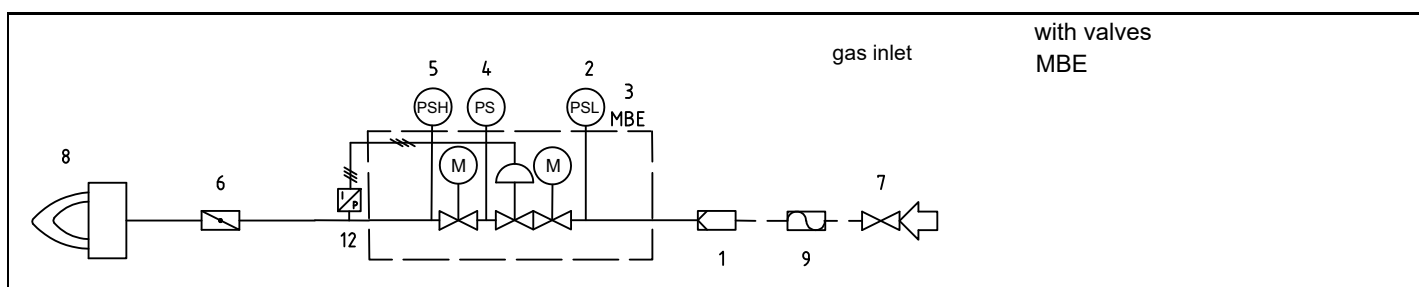 with valves
gas inlet
MBE
5 4 2
3
PSH PS PSL MBE
M M
8 6 7
I
P
12 1 9